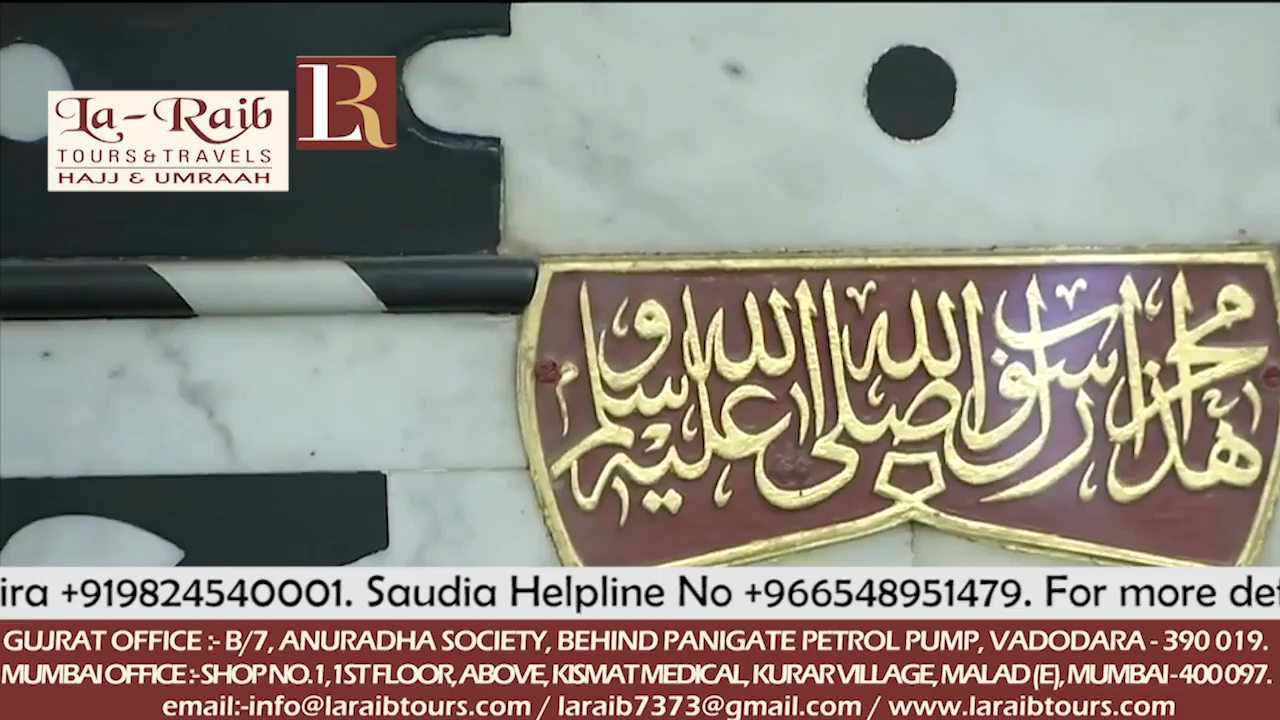 La-Raib
TOURS & TRAVELS
HAJJ & UMRAAH
LR
هذا محمد رسول الله صلى الله عليه وسلم
ira +919824540001. Saudia Helpline No +966548951479. For more det
GUJRAT OFFICE :- B/7, ANURADHA SOCIETY, BEHIND PANIGATE PETROL PUMP, VADODARA - 390 019.
MUMBAI OFFICE :- SHOP NO. 1, 1ST FLOOR, ABOVE, KISMAT MEDICAL, KURAR VILLAGE, MALAD (E), MUMBAI - 400 097.
email:-info@laraibtours.com / laraib7373@gmail.com / www.laraibtours.com